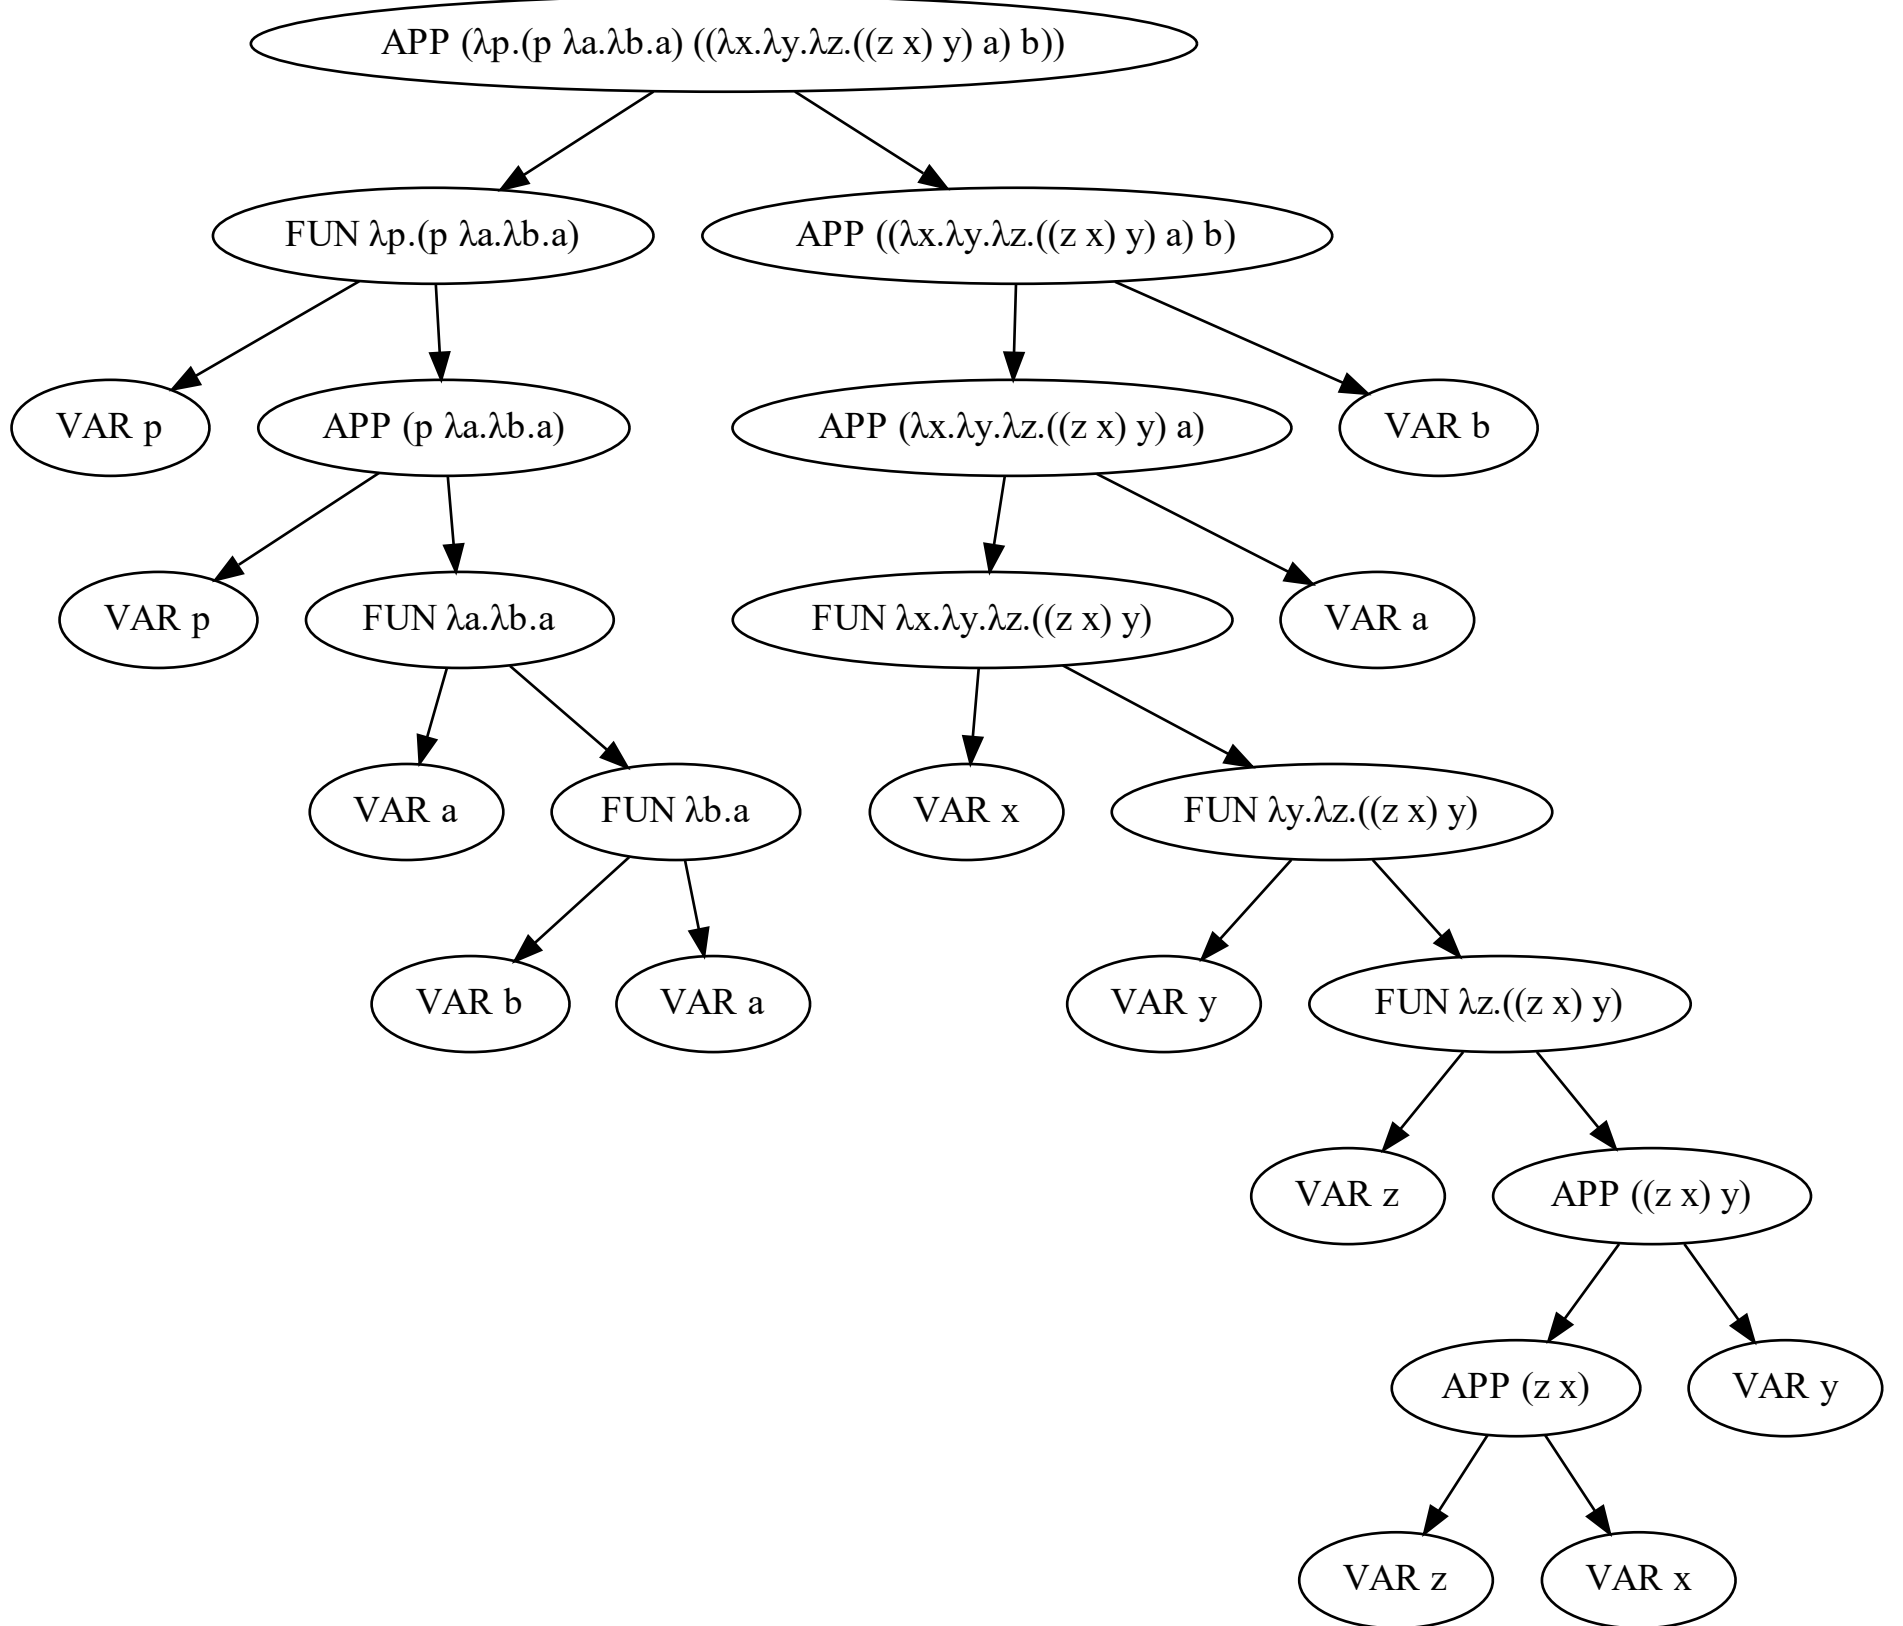 APP (λp.(p λa.λb.a) ((λx.λy.λz.((z x) y) a) b))
FUN λp.(p λa.λb.a)
APP ((λx.λy.λz.((z x) y) a) b)
VAR p
APP (p λa.λb.a)
APP (λx.λy.λz.((z x) y) a)
VAR b
VAR p
FUN λa.λb.a
FUN λx.λy.λz.((z x) y)
VAR a
VAR a
FUN λb.a
VAR x
FUN λy.λz.((z x) y)
VAR b
VAR a
VAR y
FUN λz.((z x) y)
VAR z
APP ((z x) y)
APP (z x)
VAR y
VAR z
VAR x